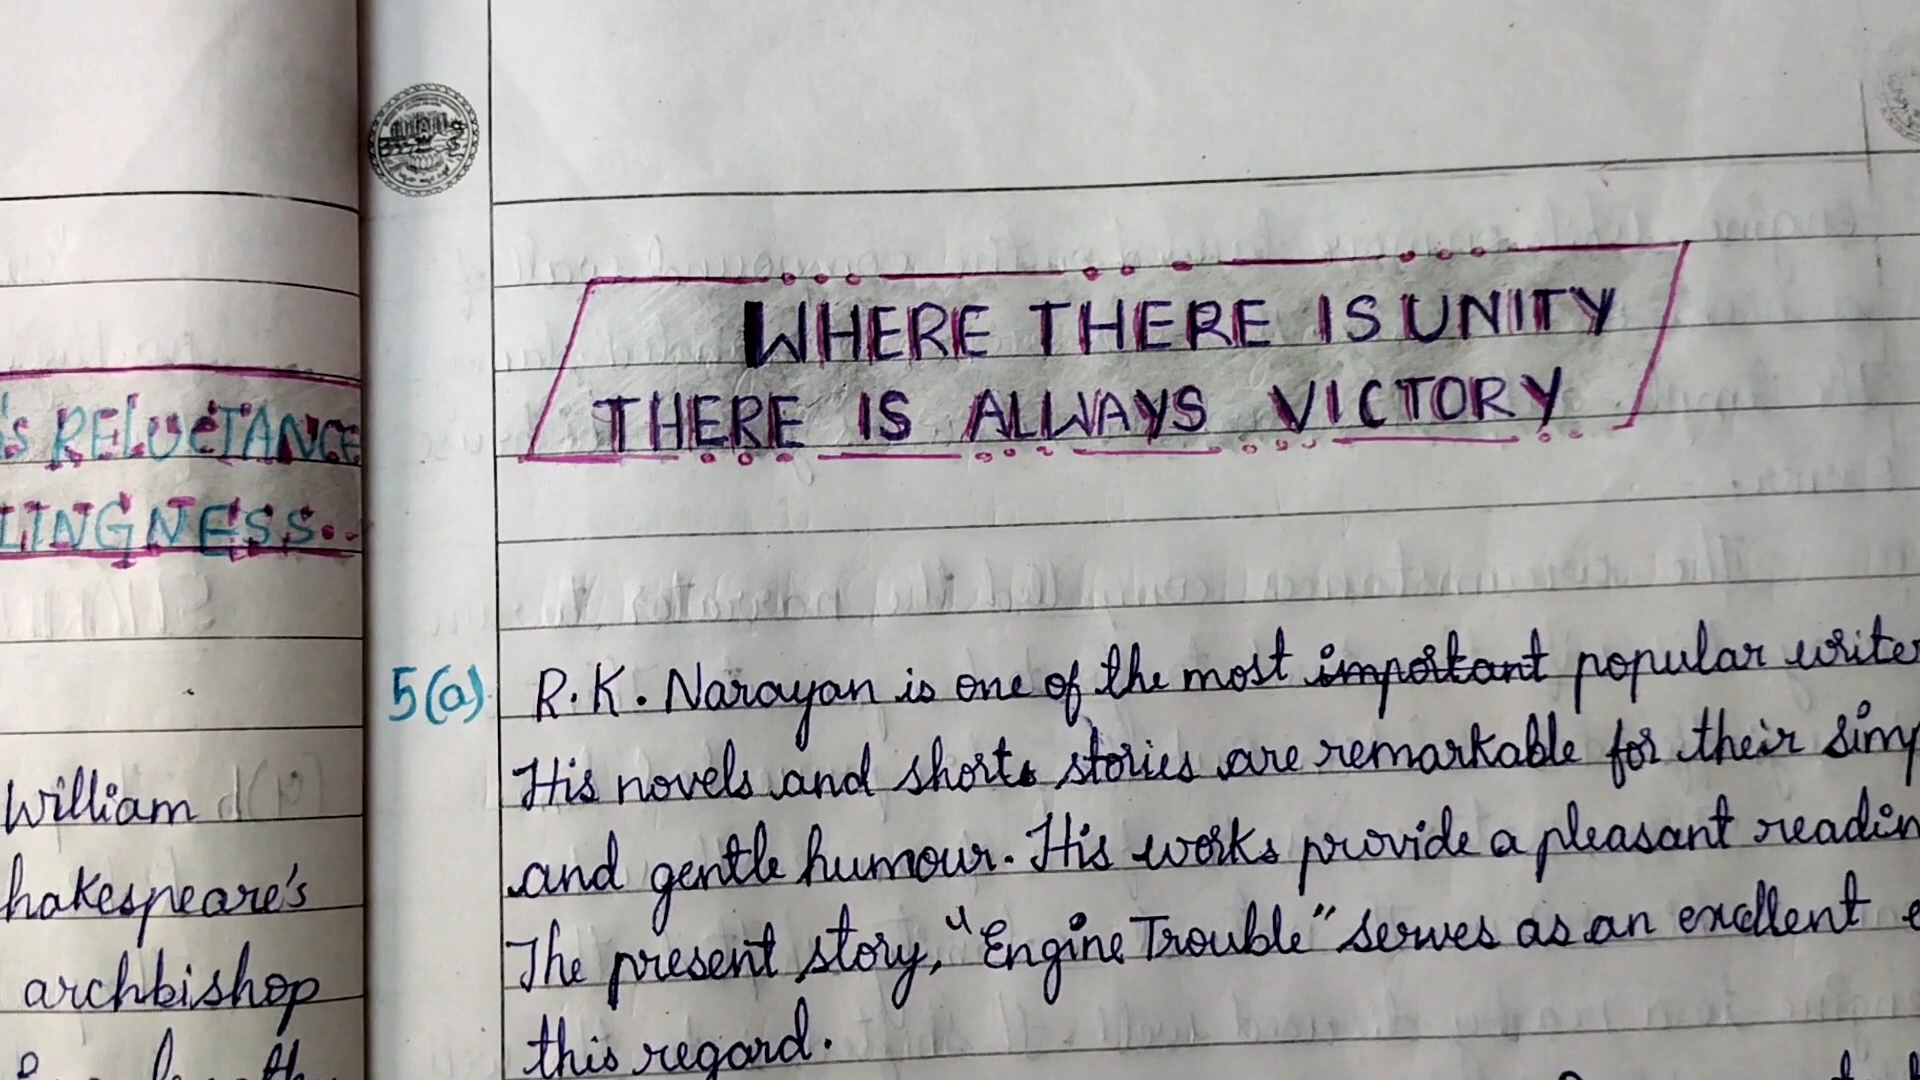 's RELUCTANCE
LINGNESS..
William
hakespeare's
archbishop
WHERE THERE IS UNITY
THERE IS ALWAYS VICTORY
5(a) R.K. Narayan is one of the most important popular write
His novels and shorts stories are remarkable for their simp
and gentle humour. His works provide a pleasant readin
The present story, "Engine Trouble" serves as an excellent e
this regard.